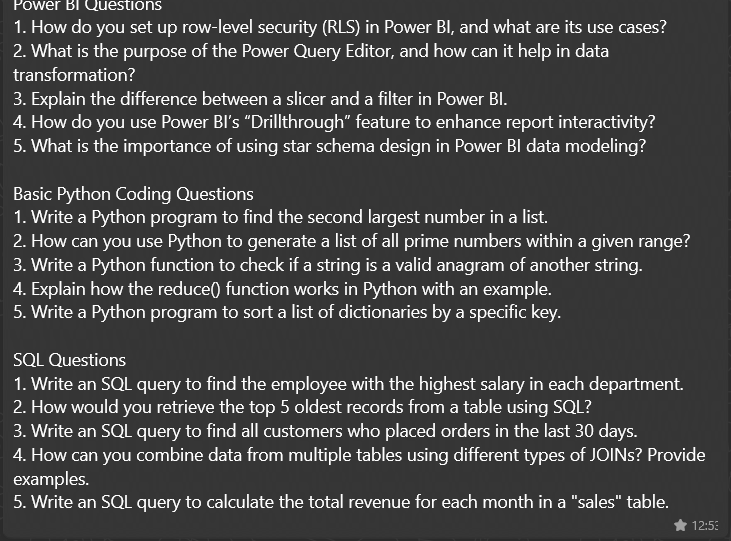 Power BI Questions
1. How do you set up row-level security (RLS) in Power BI, and what are its use cases?
2. What is the purpose of the Power Query Editor, and how can it help in data
transformation?
3. Explain the difference between a slicer and a filter in Power BI.
4. How do you use Power BI’s “Drillthrough” feature to enhance report interactivity?
5. What is the importance of using star schema design in Power BI data modeling?

Basic Python Coding Questions
1. Write a Python program to find the second largest number in a list.
2. How can you use Python to generate a list of all prime numbers within a given range?
3. Write a Python function to check if a string is a valid anagram of another string.
4. Explain how the reduce() function works in Python with an example.
5. Write a Python program to sort a list of dictionaries by a specific key.

SQL Questions
1. Write an SQL query to find the employee with the highest salary in each department.
2. How would you retrieve the top 5 oldest records from a table using SQL?
3. Write an SQL query to find all customers who placed orders in the last 30 days.
4. How can you combine data from multiple tables using different types of JOINs? Provide
examples.
5. Write an SQL query to calculate the total revenue for each month in a "sales" table.
12:53